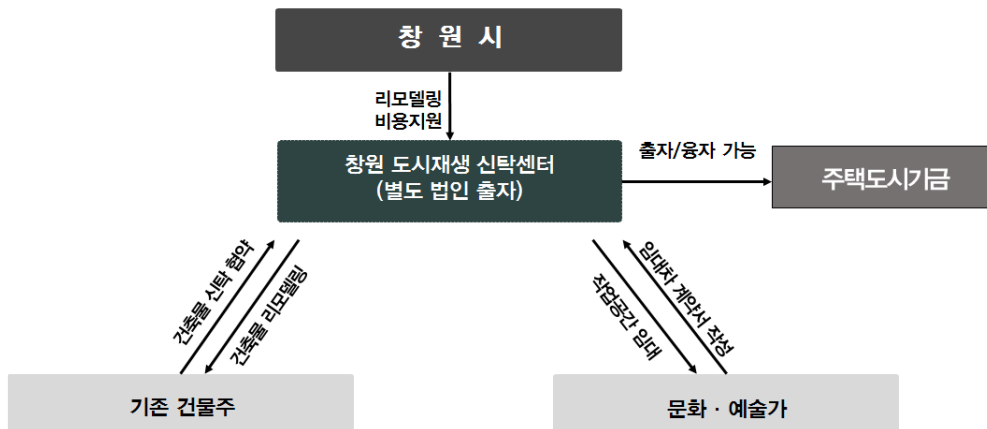 창 원 시
리모델링
비용지원
창원 도시재생 신탁센터
(별도 법인 출자)
출자/융자 가능
주택도시기금
건축물 신탁 협약
건축물 리모델링
작업공간 임대
임대차 계약서 작성
기존 건물주
문화 · 예술가